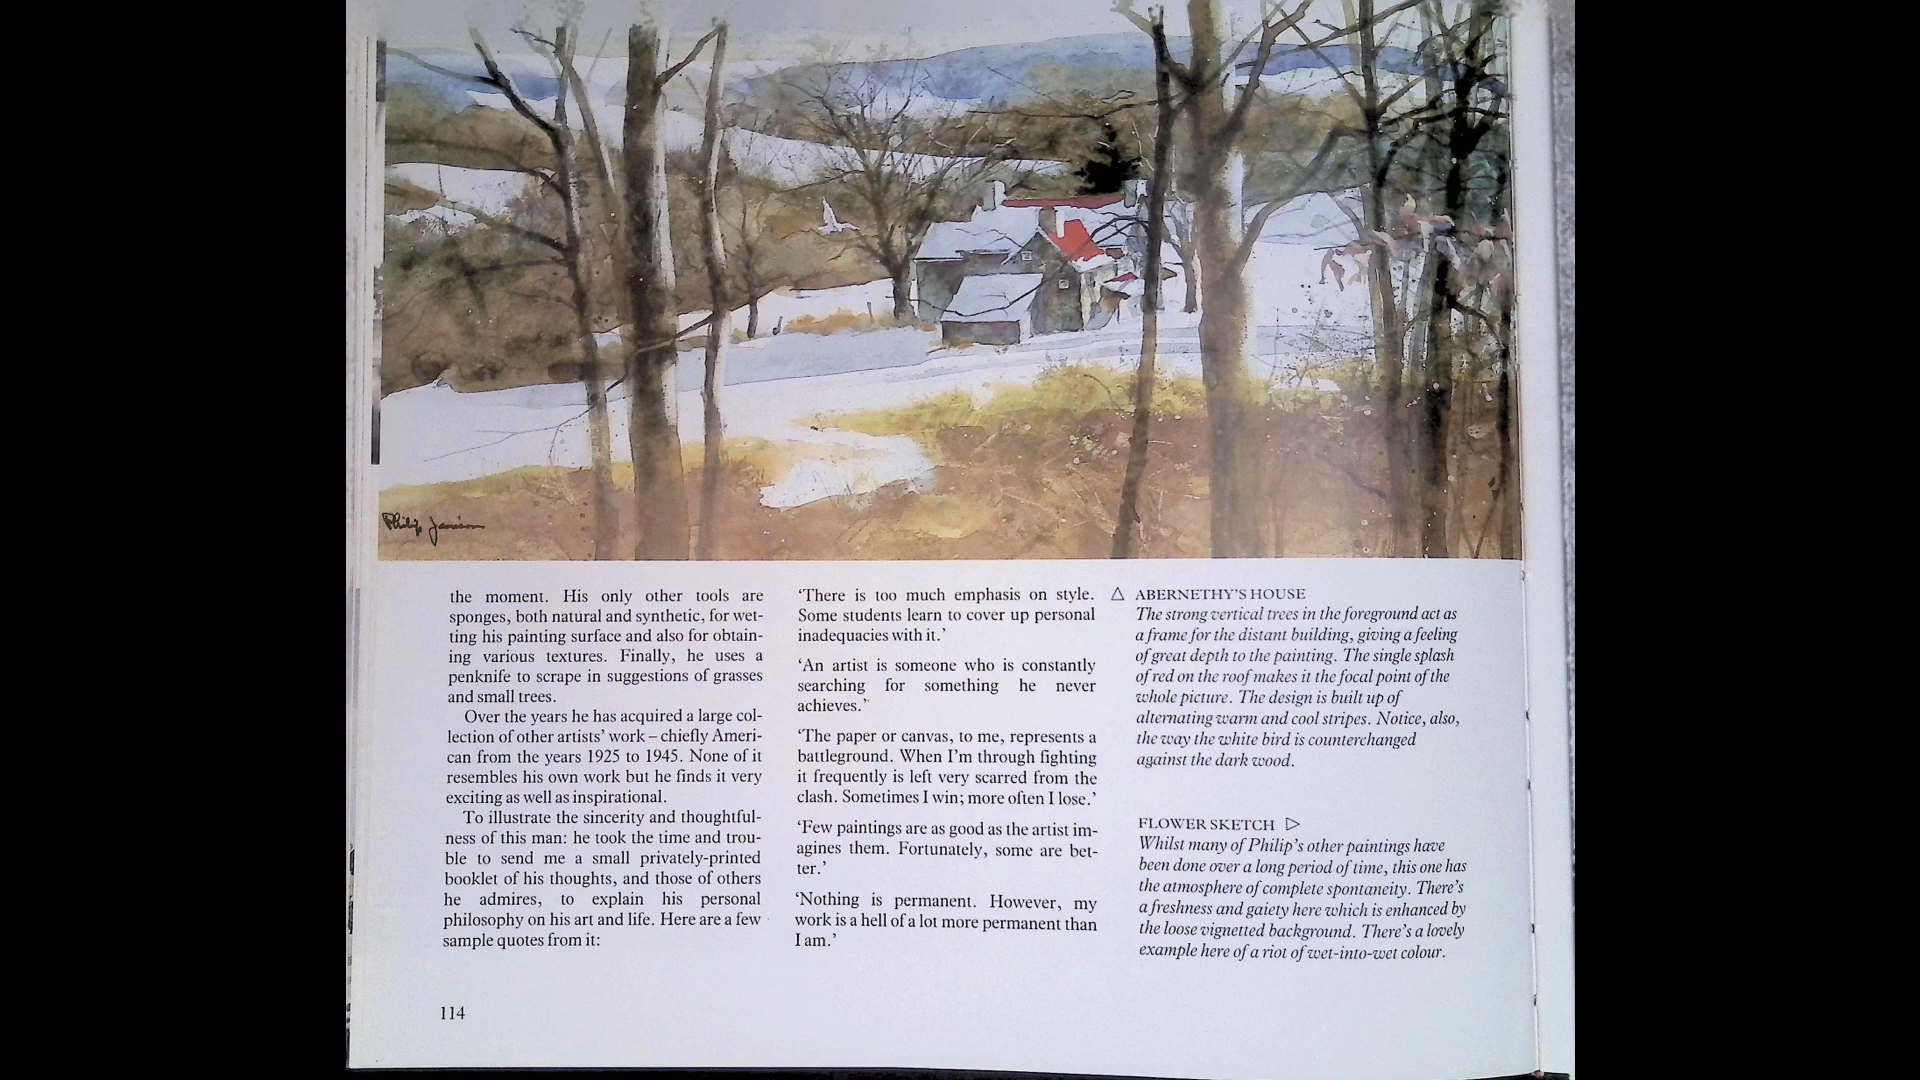 Philip Jamison
the moment. His only other tools are
sponges, both natural and synthetic, for wet-
ting his painting surface and also for obtain-
ing various textures. Finally, he uses a
penknife to scrape in suggestions of grasses
and small trees.
Over the years he has acquired a large col-
lection of other artists’ work – chiefly Ameri-
can from the years 1925 to 1945. None of it
resembles his own work but he finds it very
exciting as well as inspirational.
To illustrate the sincerity and thoughtful-
ness of this man: he took the time and trou-
ble to send me a small privately-printed
booklet of his thoughts, and those of others
he admires, to explain his personal
philosophy on his art and life. Here are a few
sample quotes from it:
‘There is too much emphasis on style.
Some students learn to cover up personal
inadequacies with it.’
‘An artist is someone who is constantly
searching for something he never
achieves.’
‘The paper or canvas, to me, represents a
battleground. When I’m through fighting
it frequently is left very scarred from the
clash. Sometimes I win; more often I lose.’
‘Few paintings are as good as the artist im-
agines them. Fortunately, some are bet-
ter.’
‘Nothing is permanent. However, my
work is a hell of a lot more permanent than
I am.’
△ ABERNETHY’S HOUSE
The strong vertical trees in the foreground act as
a frame for the distant building, giving a feeling
of great depth to the painting. The single splash
of red on the roof makes it the focal point of the
whole picture. The design is built up of
alternating warm and cool stripes. Notice, also,
the way the white bird is counterchanged
against the dark wood.
FLOWER SKETCH ▷
Whilst many of Philip’s other paintings have
been done over a long period of time, this one has
the atmosphere of complete spontaneity. There’s
a freshness and gaiety here which is enhanced by
the loose vignetted background. There’s a lovely
example here of a riot of wet-into-wet colour.
114